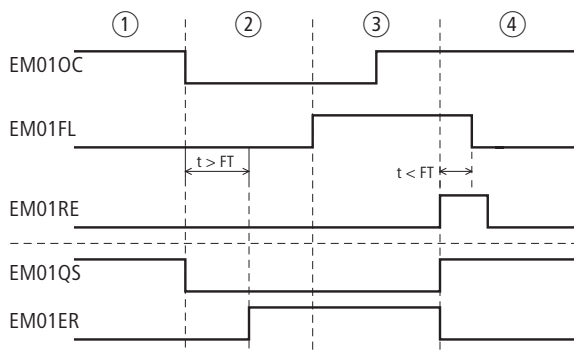 ① ② ③ ④
EM01OC
EM01FL
t > FT
t < FT
EM01RE
EM01QS
EM01ER